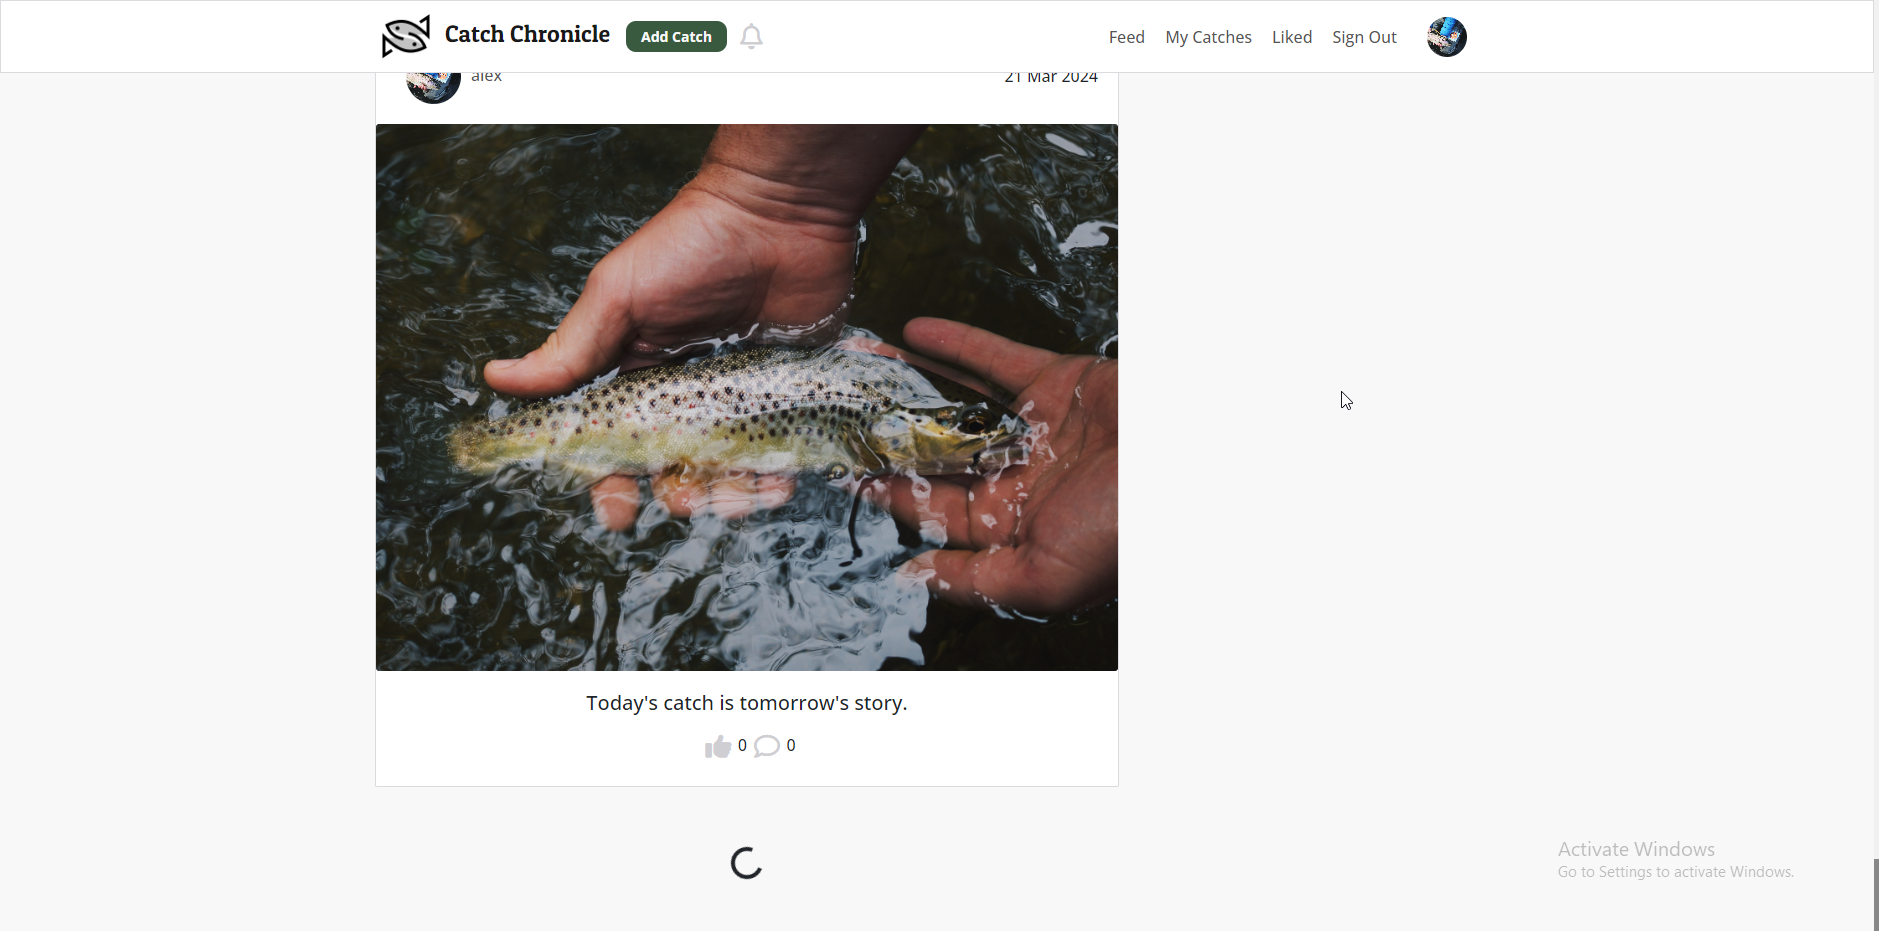 Catch Chronicle
Add Catch
Feed
My Catches
Liked
Sign Out
alex
21 Mar 2024
Today's catch is tomorrow's story.
0
0
Activate Windows
Go to Settings to activate Windows.